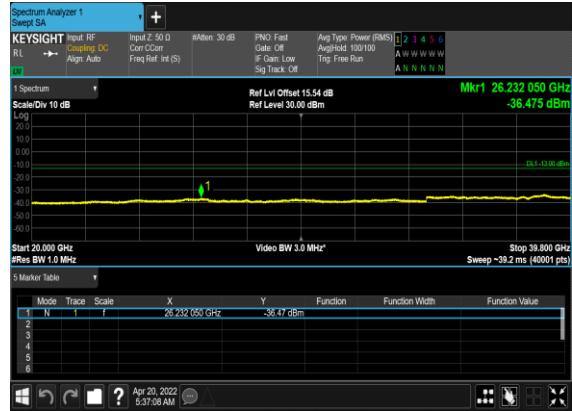 Spectrum Analyzer 1
Swept SA
+
KEYSIGHT Input: RF Input Z: 50 Ω #Atten: 30 dB PNO: Fast Avg Type: Power (RMS) 1 2 3 4 5 6
RL Coupling: DC Corr CCorr Gate: Off Avg|Hold: 100/100 A W W W W W
Align: Auto Freq Ref: Int (S) IF Gain: Low Trig: Free Run
Sig Track: Off A N N N N N
1 Spectrum Ref Lvl Offset 15.54 dB Mkr1 26.232 050 GHz
Scale/Div 10 dB Ref Level 30.00 dBm -36.475 dBm
Log
20.0
10.0
0.00
-10.0 DL1 -13.00 dBm
-20.0
-30.0 1
-40.0
-50.0
-60.0
Start 20.000 GHz Video BW 3.0 MHz* Stop 39.800 GHz
#Res BW 1.0 MHz Sweep ~39.2 ms (40001 pts)
5 Marker Table
Mode Trace Scale X Y Function Function Width Function Value
1 N 1 f 26.232 050 GHz -36.47 dBm
2
3
4
5
6
? Apr 20, 2022
5:37:08 AM